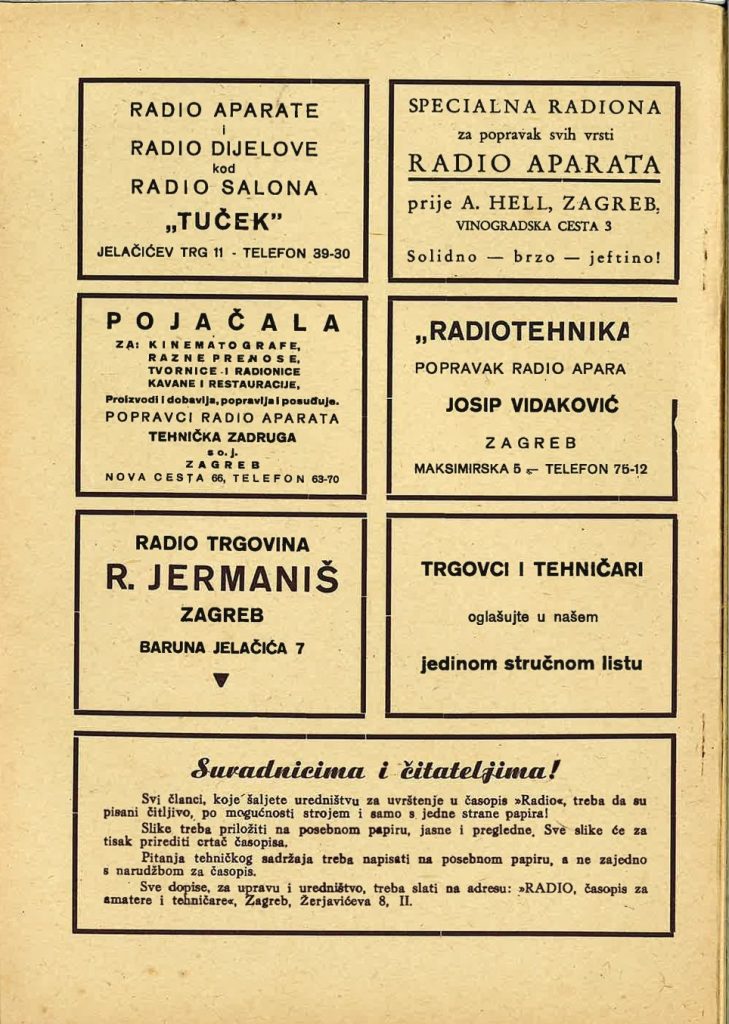 RADIO APARATE
i
RADIO DIJELOVE
kod
RADIO SALONA
„TUČEK”
JELAČIĆEV TRG 11 - TELEFON 39-30
SPECIALNA RADIONA
za popravak svih vrsti
RADIO APARATA
prije A. HELL, ZAGREB,
VINOGRADSKA CESTA 3
Solidno — brzo — jeftino!
POJAČALA
ZA: KINEMATOGRAFE,
RAZNE PRENOSE,
TVORNICE I RADIONICE
KAVANE I RESTAURACIJE,
Proizvodi i dobavlja, popravlja i posuđuje.
POPRAVCI RADIO APARATA
TEHNIČKA ZADRUGA
s o. j.
ZAGREB
NOVA CESTA 66, TELEFON 63-70
„RADIOTEHNIKA
POPRAVAK RADIO APARA
JOSIP VIDAKOVIĆ
ZAGREB
MAKSIMIRSKA 5 — TELEFON 75-12
RADIO TRGOVINA
R. JERMANIŠ
ZAGREB
BARUNA JELAČIĆA 7
TRGOVCI I TEHNIČARI
oglašujte u našem
jedinom stručnom listu
Suradnicima i čitateljima!
Svi članci, koje šaljete uredništvu za uvrštenje u časopis »Radio«, treba da su
pisani čitljivo, po mogućnosti strojem i samo s jedne strane papira!
Slike treba priložiti na posebnom papiru, jasne i pregledne. Sve slike će za
tisak prirediti crtač časopisa.
Pitanja tehničkog sadržaja treba napisati na posebnom papiru, a ne zajedno
s narudžbom za časopis.
Sve dopise, za upravu i uredništvo, treba slati na adresu: »RADIO, časopis za
amatere i tehničare«, Zagreb, Žerjavićeva 8, II.